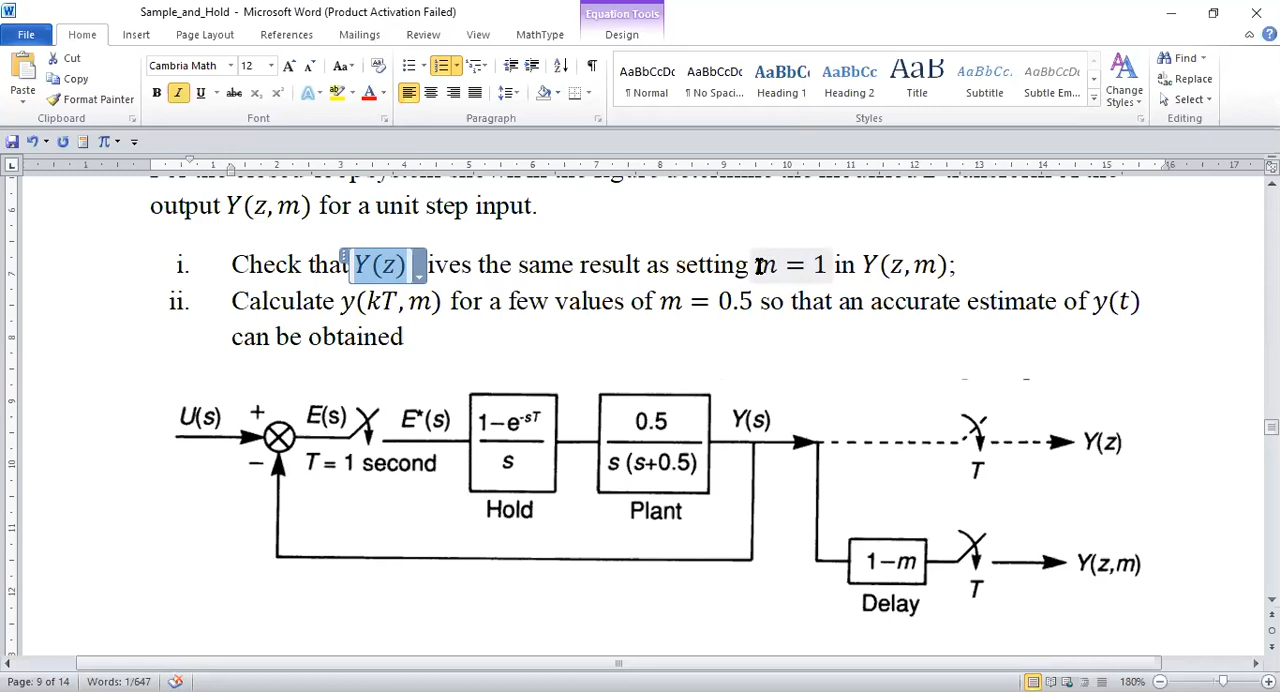 Sample_and_Hold - Microsoft Word (Product Activation Failed)
Equation Tools
File Home Insert Page Layout References Mailings Review View MathType Design
Paste
Cut
Copy
Format Painter
Clipboard
Cambria Math 12
Font
Paragraph
AaBbCcDc AaBbCcDc AaBbC AaBbCc AaB AaBbCc. AaBbCcDc
¶ Normal ¶ No Spaci... Heading 1 Heading 2 Title Subtitle Subtle Em...
Styles
Change Styles
Find
Replace
Select
Editing
output Y(z, m) for a unit step input.
i. Check that Y(z) ives the same result as setting m = 1 in Y(z, m);
ii. Calculate y(kT, m) for a few values of m = 0.5 so that an accurate estimate of y(t)
can be obtained
U(s) + − E(s) E*(s) 1−e-sT / s 0.5 / s (s+0.5) Y(s) Y(z)
T = 1 second
T
Hold Plant
1−m Y(z,m)
T
Delay
Page: 9 of 14 Words: 1/647 180%